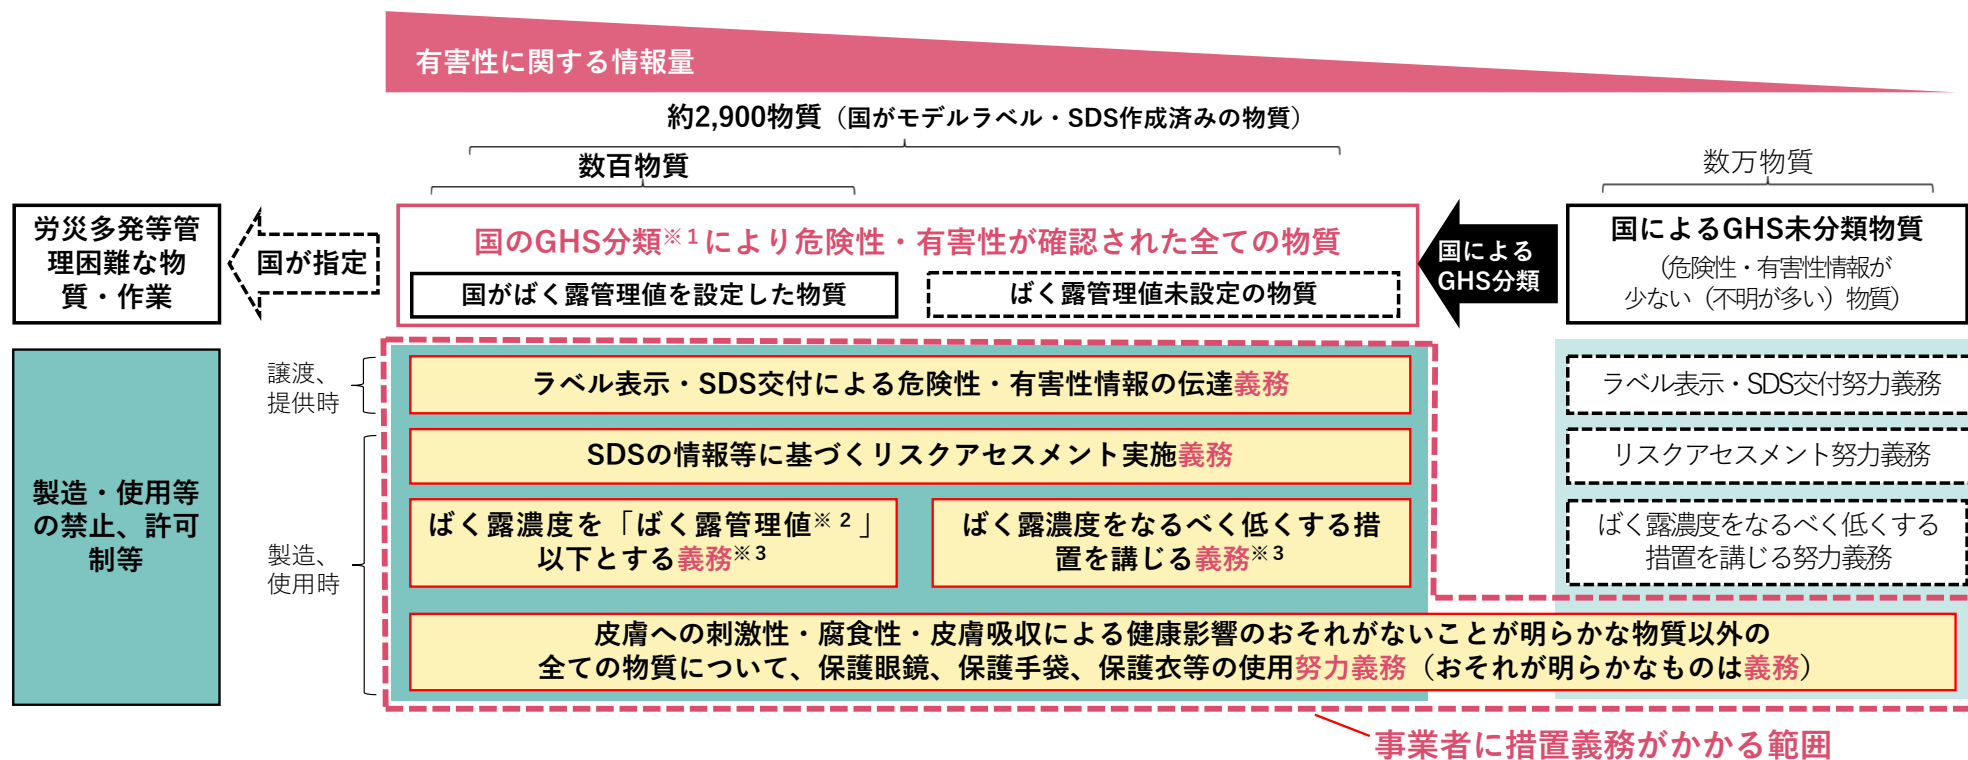 有害性に関する情報量
約2,900物質（国がモデルラベル・SDS作成済みの物質）
数百物質
数万物質
労災多発等管
理困難な物
質・作業
国が指定
国のGHS分類※1により危険性・有害性が確認された全ての物質
国がばく露管理値を設定した物質
ばく露管理値未設定の物質
国による
GHS分類
国によるGHS未分類物質
（危険性・有害性情報が
少ない（不明が多い）物質）
製造・使用等
の禁止、許可
制等
譲渡、
提供時
ラベル表示・SDS交付による危険性・有害性情報の伝達義務
ラベル表示・SDS交付努力義務
製造、
使用時
SDSの情報等に基づくリスクアセスメント実施義務
リスクアセスメント努力義務
ばく露濃度を「ばく露管理値※2」
以下とする義務※3
ばく露濃度をなるべく低くする措
置を講じる義務※3
ばく露濃度をなるべく低くする
措置を講じる努力義務
皮膚への刺激性・腐食性・皮膚吸収による健康影響のおそれがないことが明らかな物質以外の
全ての物質について、保護眼鏡、保護手袋、保護衣等の使用努力義務（おそれが明らかなものは義務）
事業者に措置義務がかかる範囲